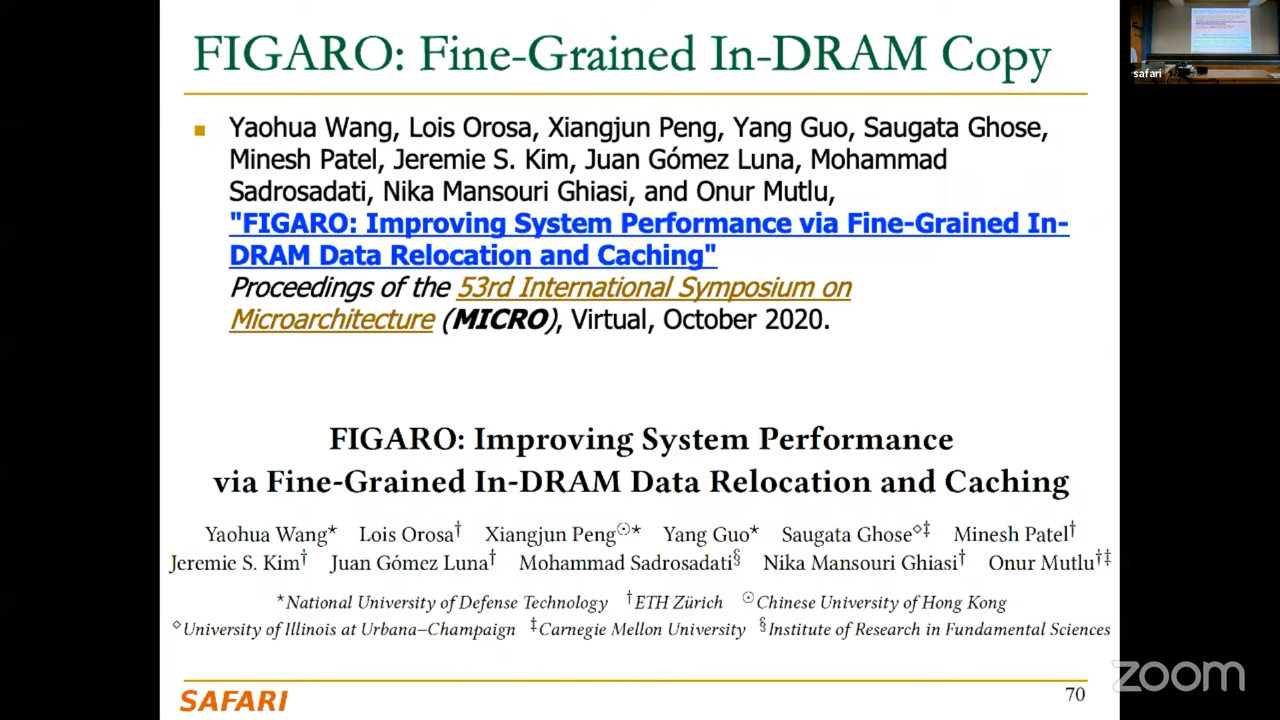 FIGARO: Fine-Grained In-DRAM Copy
safari
Yaohua Wang, Lois Orosa, Xiangjun Peng, Yang Guo, Saugata Ghose,
Minesh Patel, Jeremie S. Kim, Juan Gómez Luna, Mohammad
Sadrosadati, Nika Mansouri Ghiasi, and Onur Mutlu,
"FIGARO: Improving System Performance via Fine-Grained In-
DRAM Data Relocation and Caching"
Proceedings of the 53rd International Symposium on
Microarchitecture (MICRO), Virtual, October 2020.
FIGARO: Improving System Performance
via Fine-Grained In-DRAM Data Relocation and Caching
Yaohua Wang* Lois Orosa† Xiangjun Peng☉* Yang Guo* Saugata Ghose⋄‡ Minesh Patel†
Jeremie S. Kim† Juan Gómez Luna† Mohammad Sadrosadati§ Nika Mansouri Ghiasi† Onur Mutlu†‡
*National University of Defense Technology †ETH Zürich ☉Chinese University of Hong Kong
⋄University of Illinois at Urbana–Champaign ‡Carnegie Mellon University §Institute of Research in Fundamental Sciences
SAFARI
70
zoom